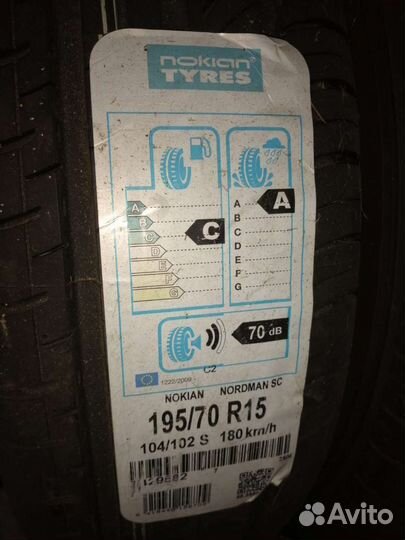 nokian
TYRES
A
B
C
D
E
F
G
C
A
B
C
D
E
F
G
A
70 dB
1222/2009
C2
NOKIAN NORDMAN SC
195/70 R15
104/102 S 180 km/h
Avito